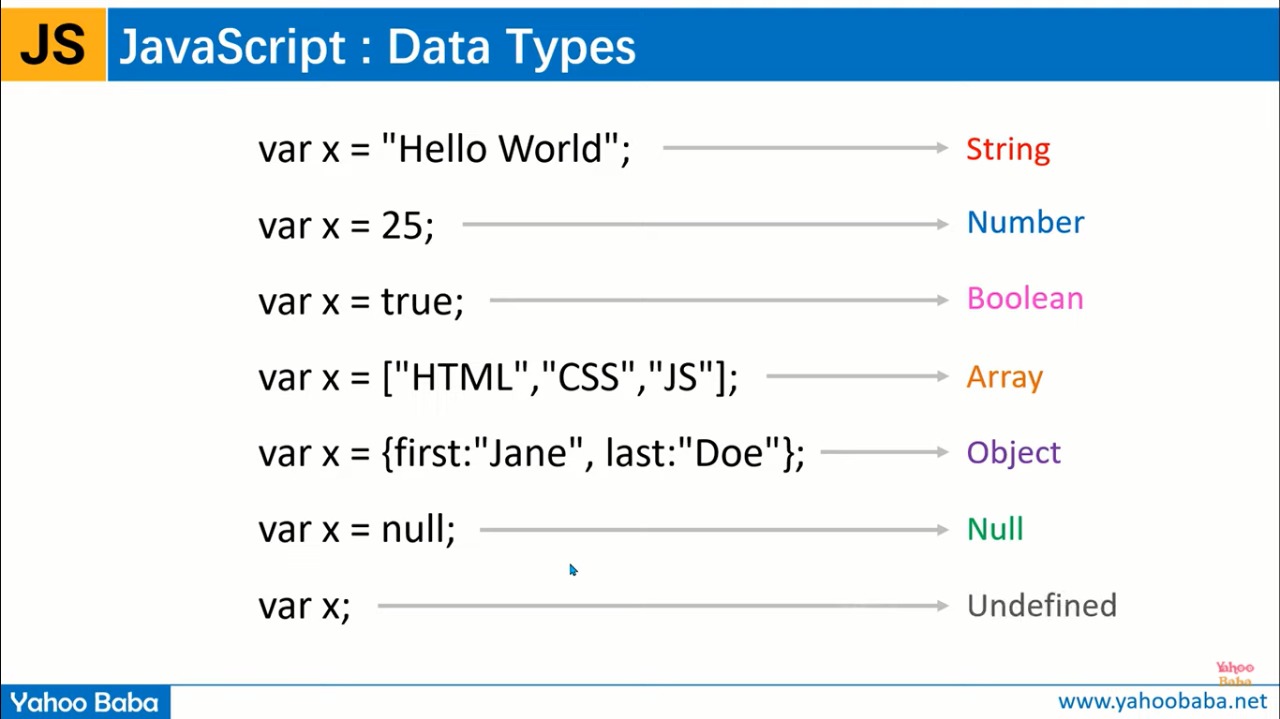 JS JavaScript : Data Types
var x = "Hello World"; String
var x = 25; Number
var x = true; Boolean
var x = ["HTML","CSS","JS"]; Array
var x = {first:"Jane", last:"Doe"}; Object
var x = null; Null
var x; Undefined
Yahoo
Baba
Yahoo Baba www.yahoobaba.net